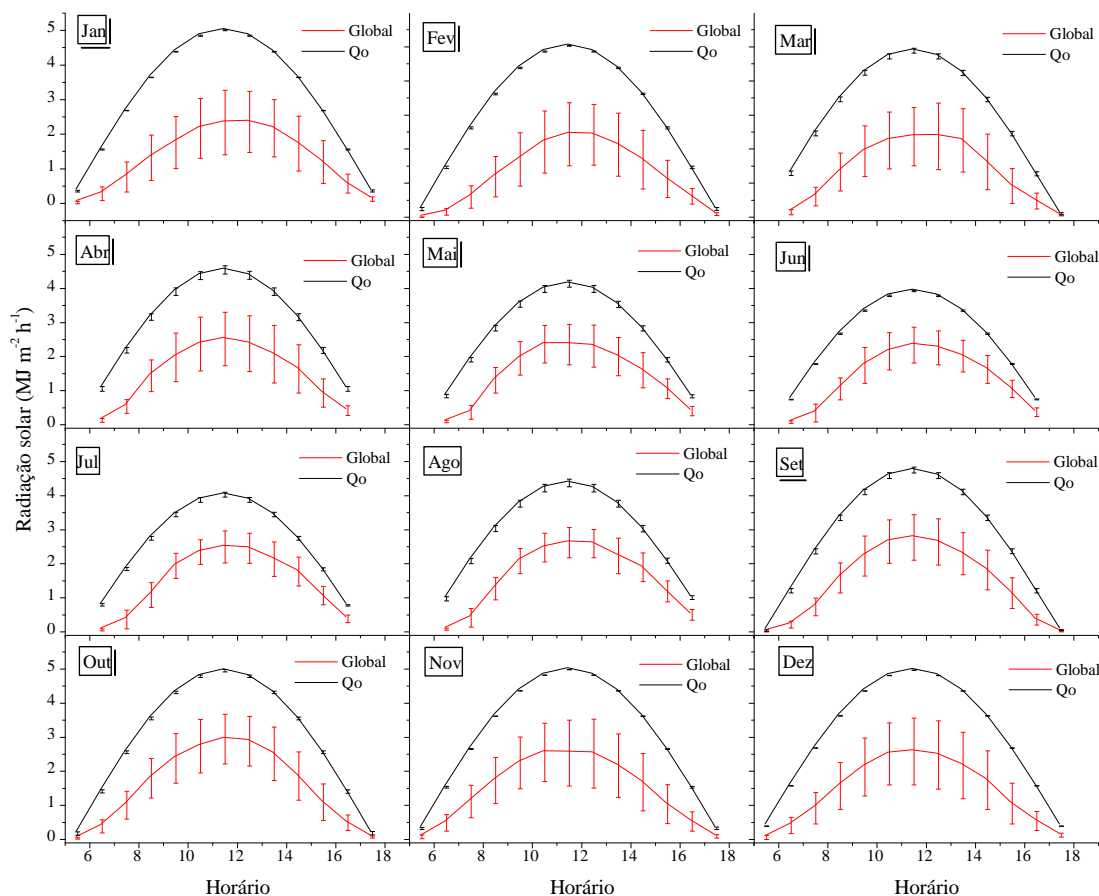 Jan
Global
Qo
Fev
Global
Qo
Mar
Global
Qo
5
4
3
2
1
0
Abr
Global
Qo
Mai
Global
Qo
Jun
Global
Qo
5
4
3
2
1
0
Jul
Global
Qo
Ago
Global
Qo
Set
Global
Qo
5
4
3
2
1
0
Out
Global
Qo
Nov
Global
Qo
Dez
Global
Qo
5
4
3
2
1
0
Radiação solar (MJ m-2 h-1)
6 8 10 12 14 16 18
6 8 10 12 14 16 18
6 8 10 12 14 16 18
Horário
Horário
Horário